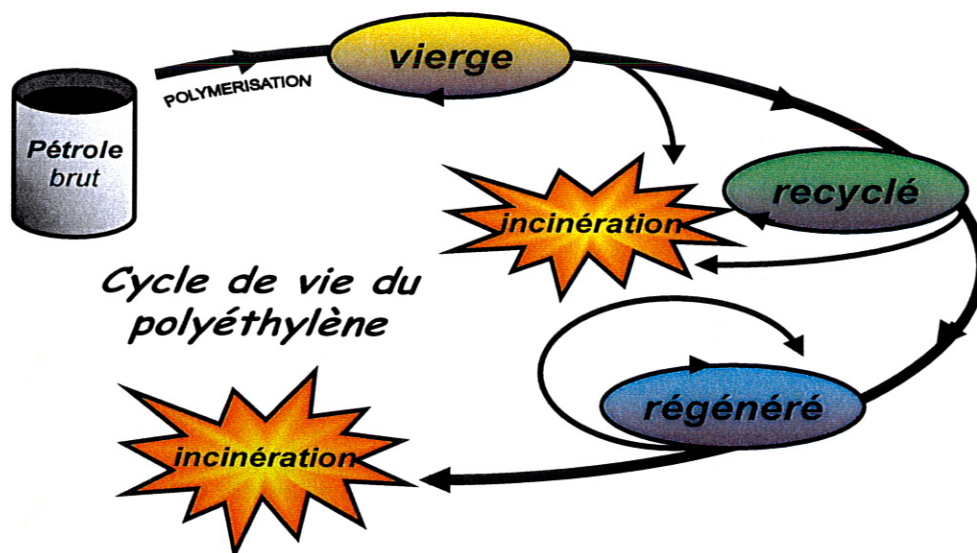 vierge
POLYMERISATION
Pétrole
brut
recyclé
incinération
Cycle de vie du
polyéthylène
régénéré
incinération